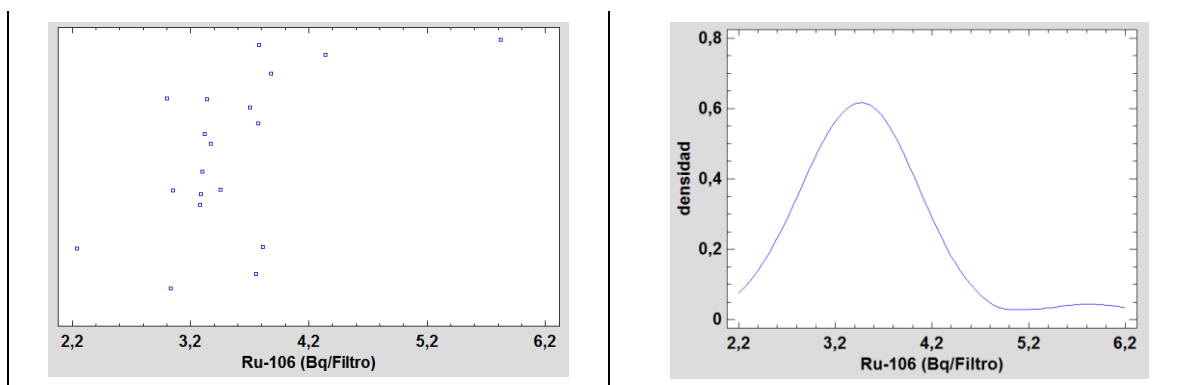 2,2 3,2 4,2 5,2 6,2
Ru-106 (Bq/Filtro)
0,8
0,6
0,4
0,2
0
densidad
2,2 3,2 4,2 5,2 6,2
Ru-106 (Bq/Filtro)